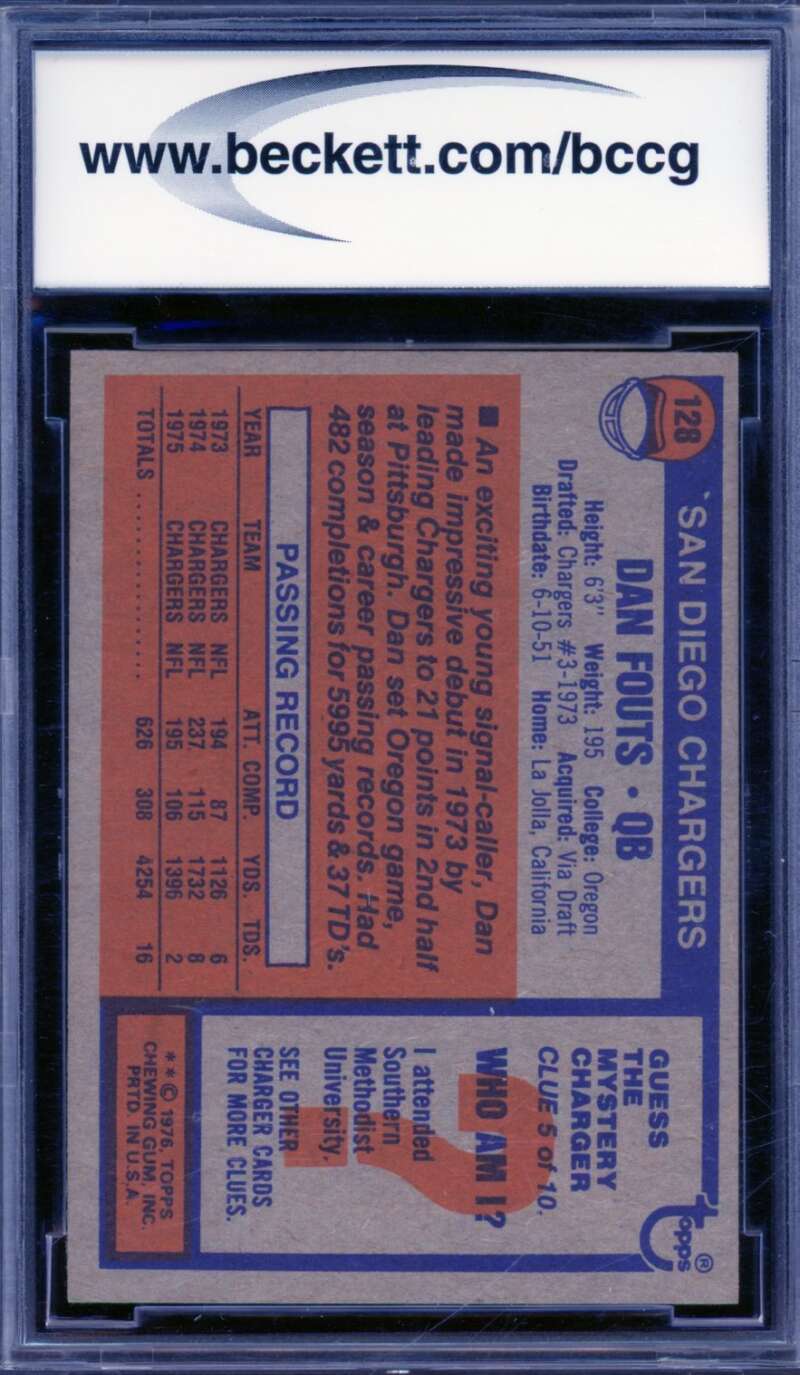 www.beckett.com/bccg
128
SAN DIEGO CHARGERS
DAN FOUTS • QB
Height: 6'3" Weight: 195 College: Oregon
Drafted: Chargers #3-1973 Acquired: Via Draft
Birthdate: 6-10-51 Home: La Jolla, California
■ An exciting young signal-caller, Dan
made impressive debut in 1973 by
leading Chargers to 21 points in 2nd half
at Pittsburgh. Dan set Oregon game,
season & career passing records. Had
482 completions for 5995 yards & 37 TD's.
PASSING RECORD
YEAR TEAM ATT. COMP. YDS. TDS.
1973 CHARGERS NFL 194 87 1126 6
1974 CHARGERS NFL 237 115 1732 8
1975 CHARGERS NFL 195 106 1396 2
TOTALS .................... 626 308 4254 16
topps®
GUESS
THE
MYSTERY
CHARGER
CLUE 5 of 10.
WHO AM I?
I attended
Southern
Methodist
University.
SEE OTHER
CHARGER CARDS
FOR MORE CLUES.
** © 1976, TOPPS
CHEWING GUM, INC.
PRTD. IN U.S.A.